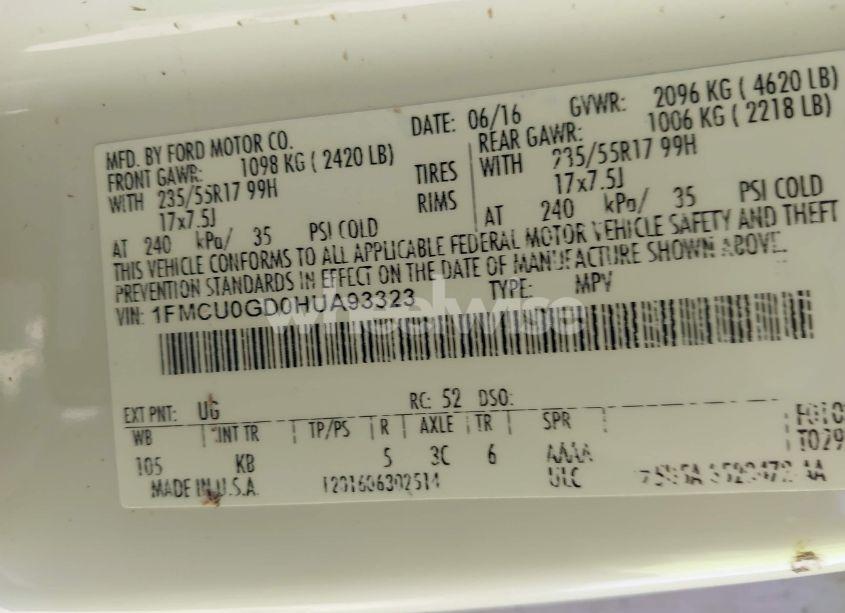 MFD. BY FORD MOTOR CO.
DATE: 06/16
GVWR: 2096 KG ( 4620 LB)
FRONT GAWR: 1098 KG ( 2420 LB)
REAR GAWR: 1006 KG ( 2218 LB)
WITH 235/55R17 99H
TIRES
WITH 235/55R17 99H
17x7.5J
RIMS
17x7.5J
AT 240 kPa/ 35 PSI COLD
AT 240 kPa/ 35 PSI COLD
THIS VEHICLE CONFORMS TO ALL APPLICABLE FEDERAL MOTOR VEHICLE SAFETY AND THEFT
PREVENTION STANDARDS IN EFFECT ON THE DATE OF MANUFACTURE SHOWN ABOVE.
VIN: 1FMCU0GD0HUA93323
TYPE: MPV
wheelwise
EXT PNT: UG RC: 52 DSO:
WB INT TR TP/PS R AXLE TR SPR
105 KB 5 3C 6 AAAA
MADE IN U.S.A.
ULC